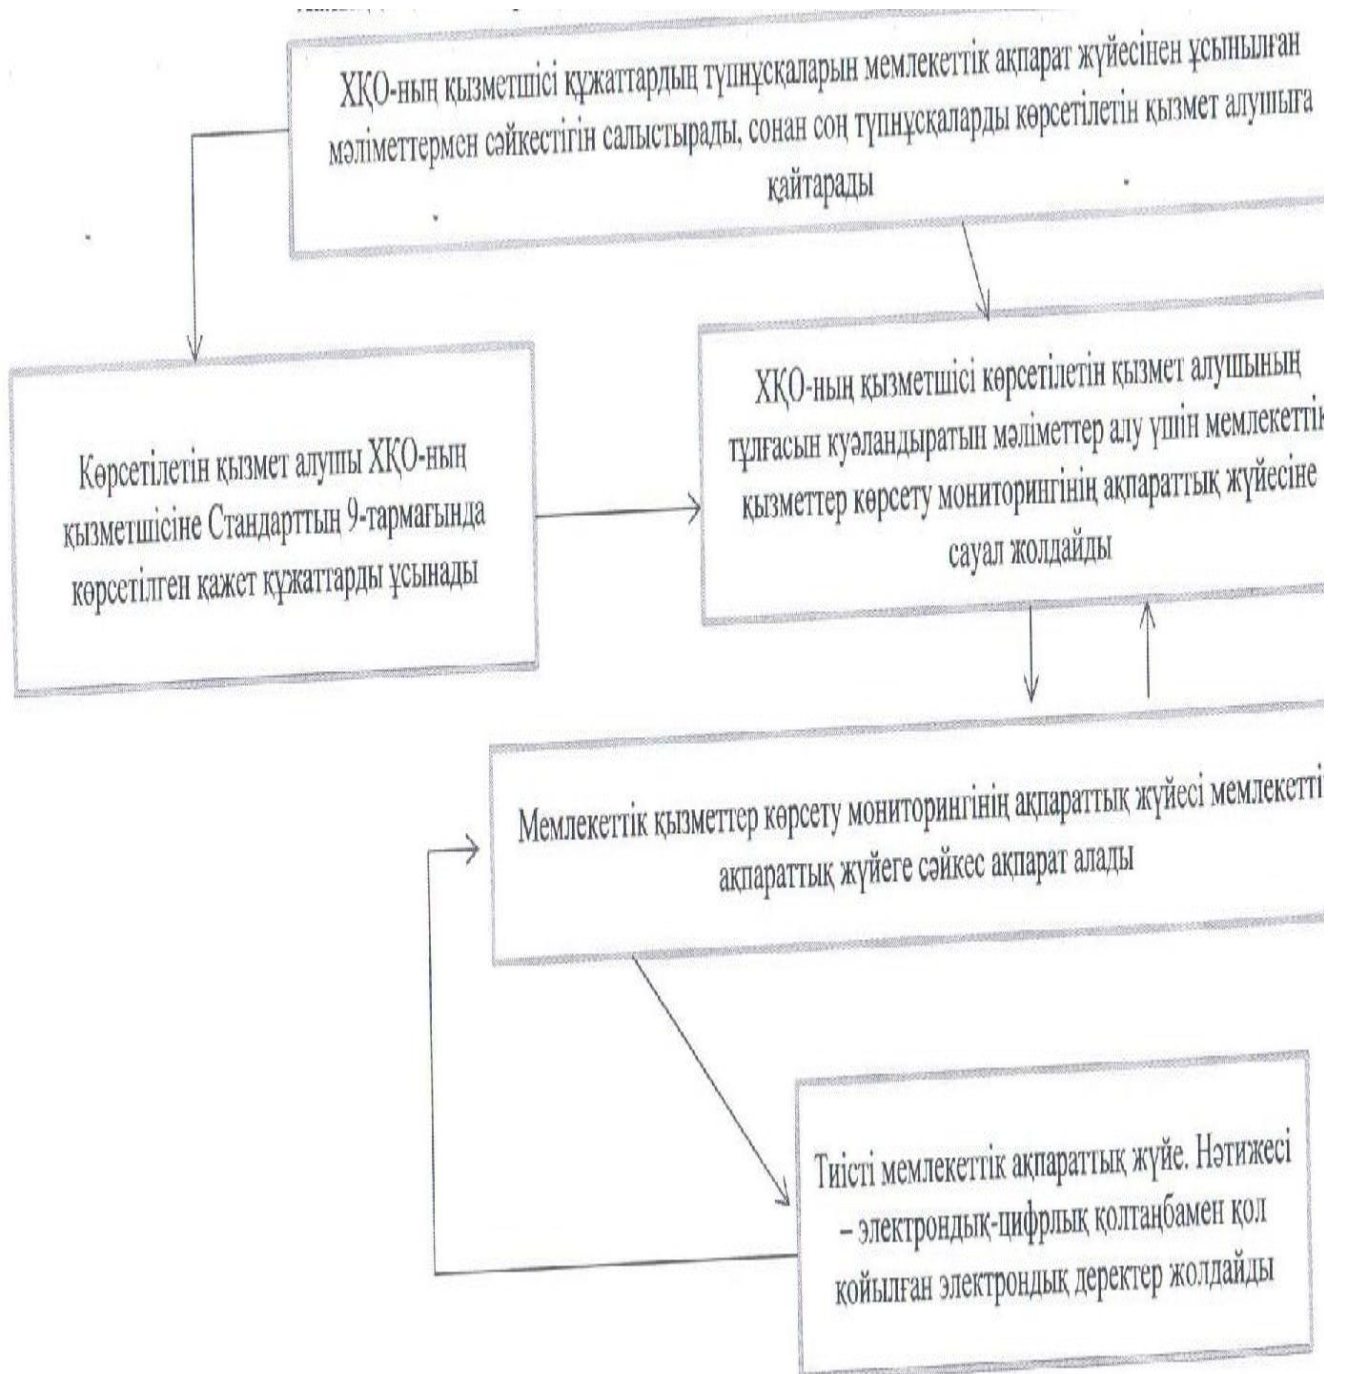 ХҚО-ның қызметшісі құжаттардың түпнұсқаларын мемлекеттік ақпарат жүйесінен ұсынылған
мәліметтермен сәйкестігін салыстырады, сонан соң түпнұсқаларды көрсетілетін қызмет алушыға
қайтарады
Көрсетілетін қызмет алушы ХҚО-ның
қызметшісіне Стандарттың 9-тармағында
көрсетілген қажет құжаттарды ұсынады
ХҚО-ның қызметшісі көрсетілетін қызмет алушының
тұлғасын куәландыратын мәліметтер алу үшін мемлекеттік
қызметтер көрсету мониторингінің ақпараттық жүйесіне
сауал жолдайды
Мемлекеттік қызметтер көрсету мониторингінің ақпараттық жүйесі мемлекетті
ақпараттық жүйеге сәйкес ақпарат алады
Тиісті мемлекеттік ақпараттық жүйе. Нәтижесі
– электрондық-цифрлық қолтаңбамен қол
қойылған электрондық деректер жолдайды